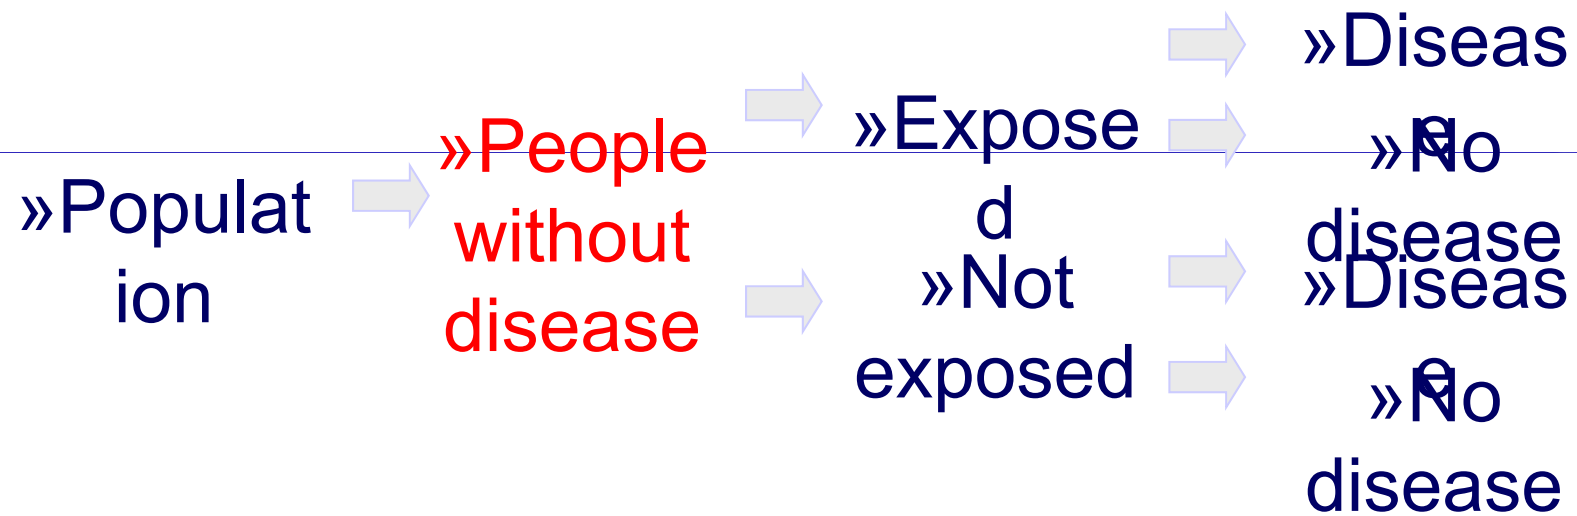 »Populat
ion
»People
without
disease
»Expose
d
»Not
exposed
»Diseas
e
»No
disease
»Diseas
e
»No
disease